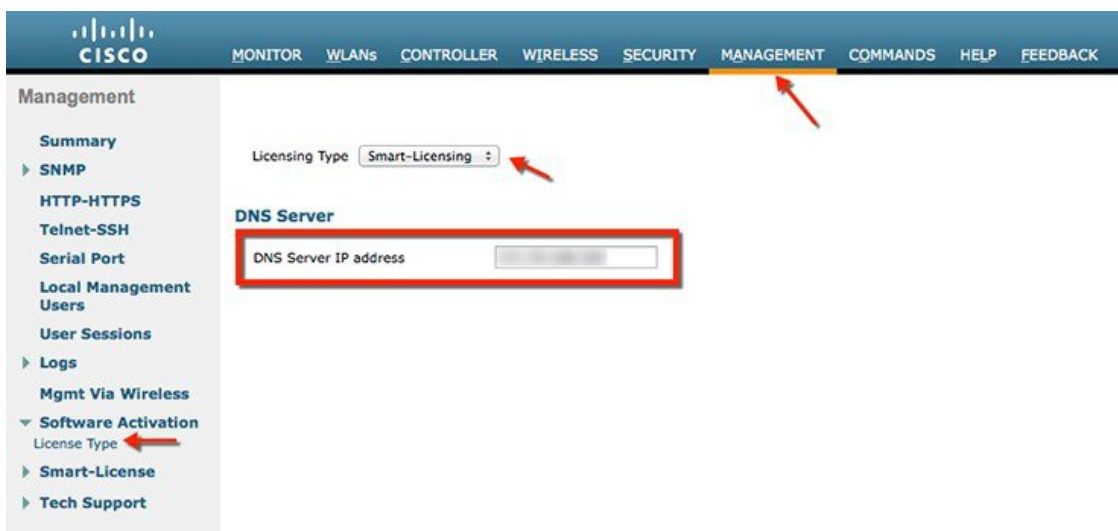 CISCO
MONITOR WLANs CONTROLLER WIRELESS SECURITY MANAGEMENT COMMANDS HELP FEEDBACK
Management
Summary
SNMP
HTTP-HTTPS
Telnet-SSH
Serial Port
Local Management
Users
User Sessions
Logs
Mgmt Via Wireless
Software Activation
License Type
Smart-License
Tech Support
Licensing Type Smart-Licensing
DNS Server
DNS Server IP address